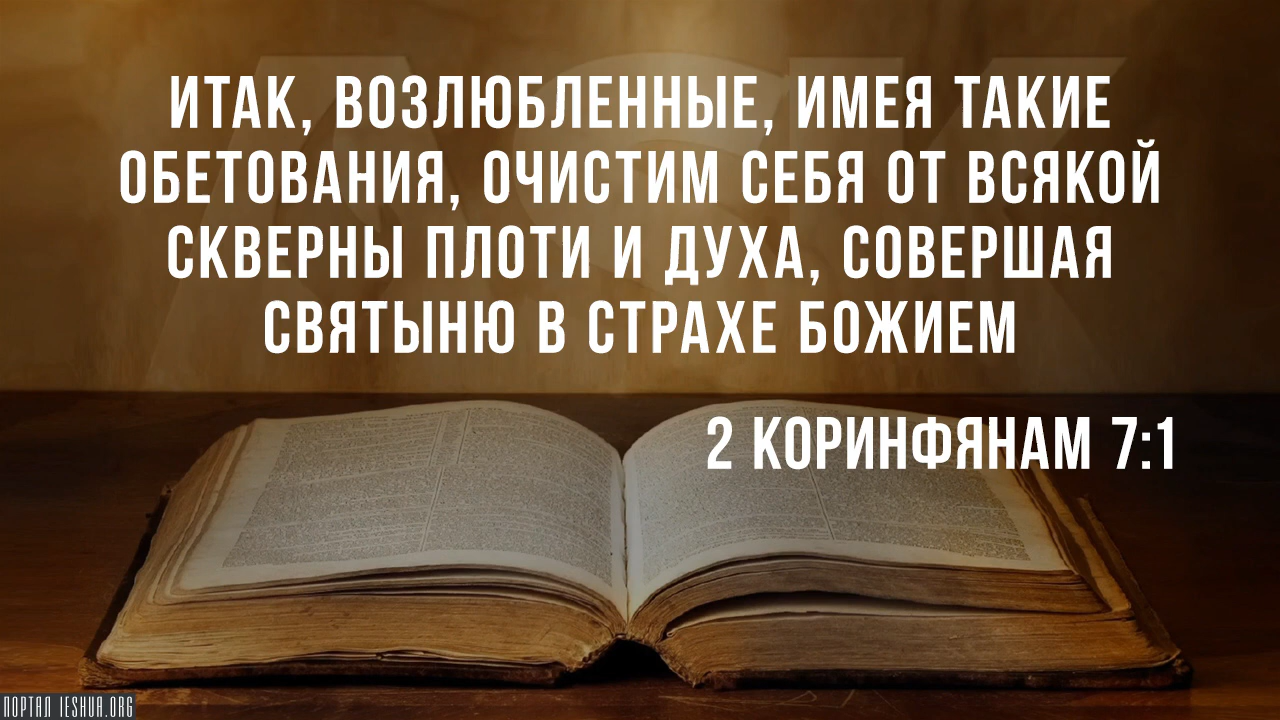 ИТАК, ВОЗЛЮБЛЕННЫЕ, ИМЕЯ ТАКИЕ
ОБЕТОВАНИЯ, ОЧИСТИМ СЕБЯ ОТ ВСЯКОЙ
СКВЕРНЫ ПЛОТИ И ДУХА, СОВЕРШАЯ
СВЯТЫНЮ В СТРАХЕ БОЖИЕМ
2 КОРИНФЯНАМ 7:1
ПОРТАЛ IESHUA.ORG